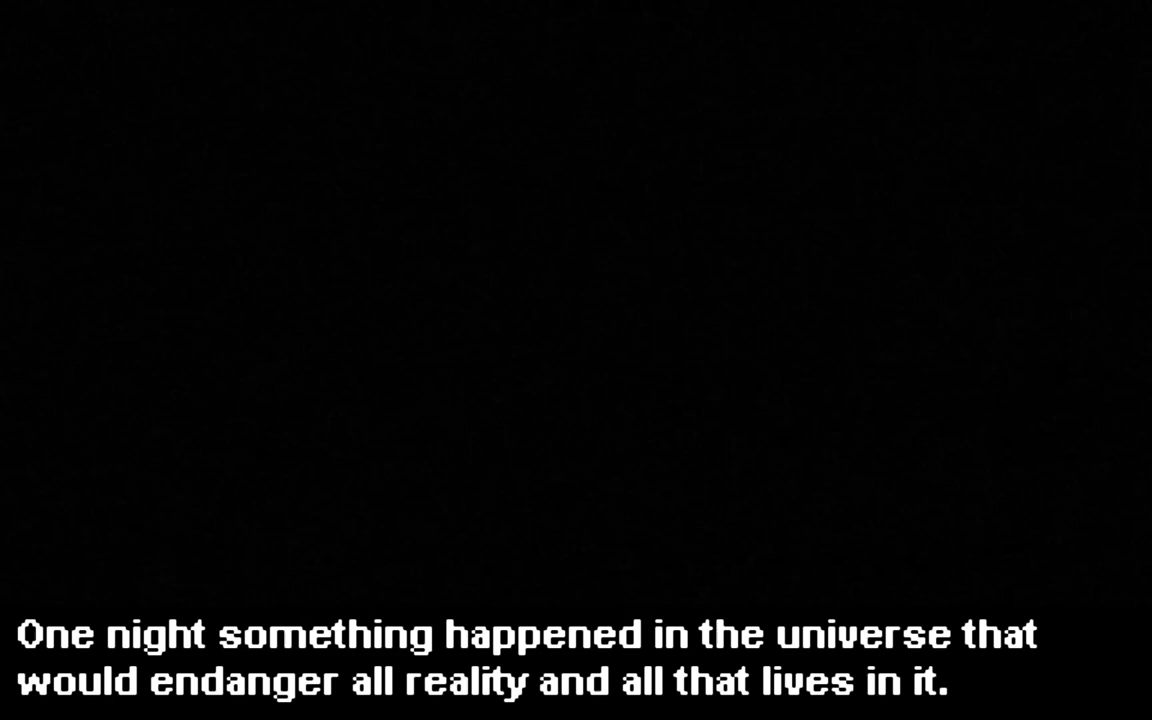 One night something happened in the universe that
would endanger all reality and all that lives in it.